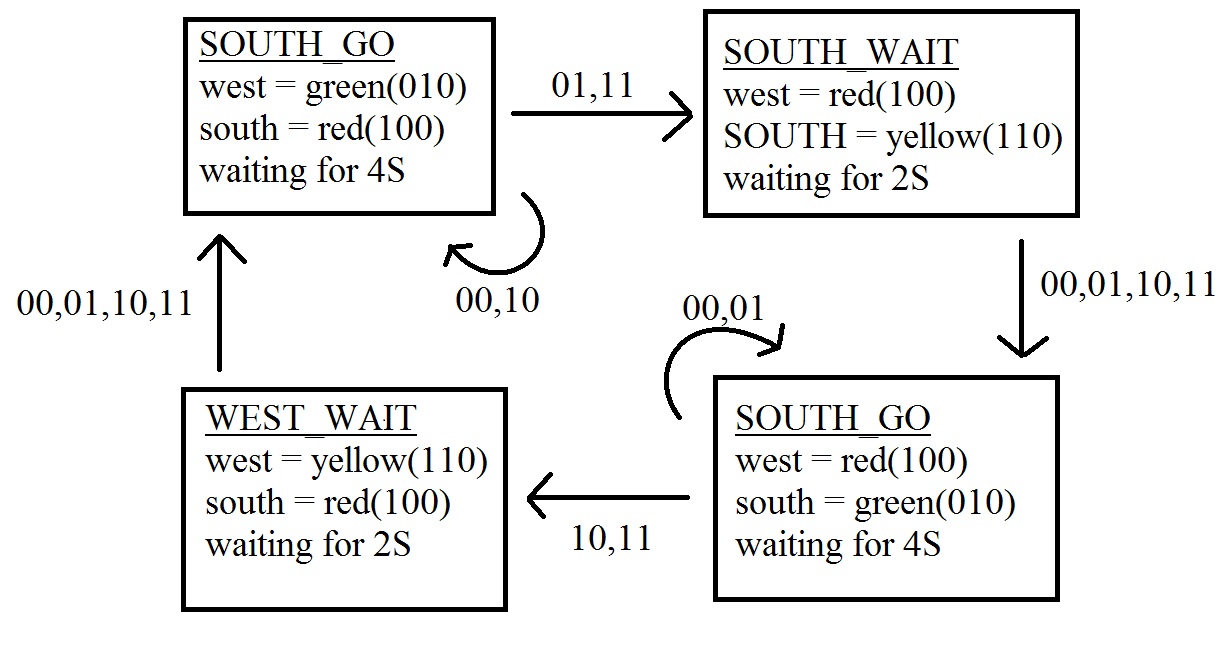 SOUTH_GO
west = green(010)
south = red(100)
waiting for 4S
01,11
SOUTH_WAIT
west = red(100)
SOUTH = yellow(110)
waiting for 2S
00,01,10,11
00,10
00,01
00,01,10,11
WEST_WAIT
west = yellow(110)
south = red(100)
waiting for 2S
10,11
SOUTH_GO
west = red(100)
south = green(010)
waiting for 4S